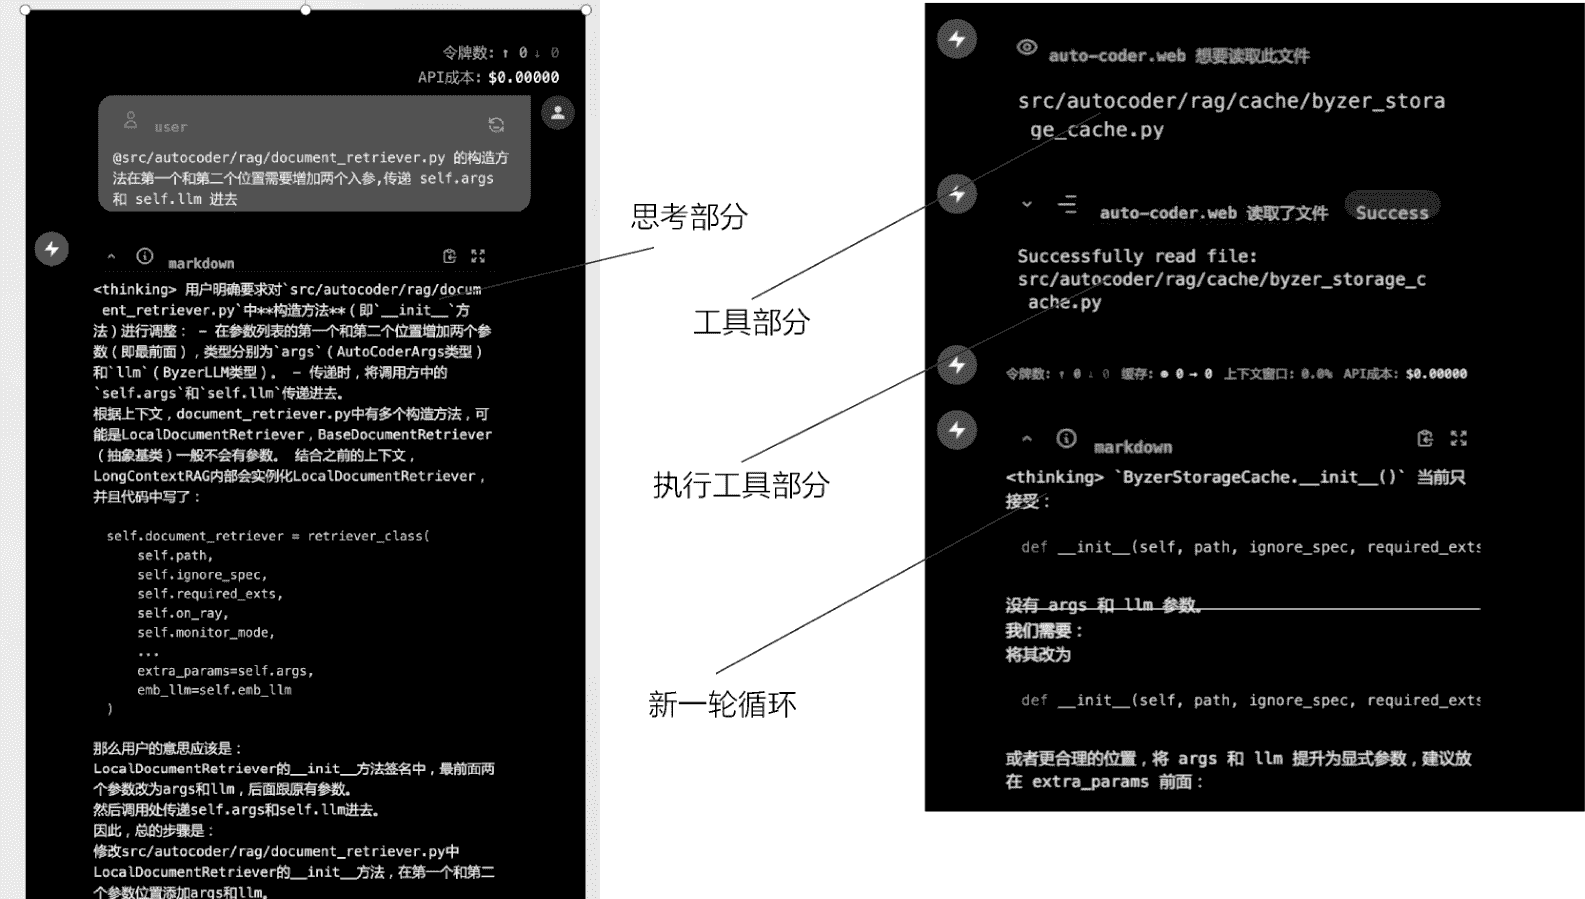 令牌数: ↑ 0 ↓ 0
API成本: $0.00000
user
@src/autocoder/rag/document_retriever.py 的构造方
法在第一个和第二个位置需要增加两个入参,传递 self.args
和 self.llm 进去
markdown
<thinking> 用户明确要求对`src/autocoder/rag/docum
ent_retriever.py`中**构造方法**（即`__init__`方
法）进行调整： - 在参数列表的第一个和第二个位置增加两个参
数（即最前面），类型分别为`args`（AutoCoderArgs类型）
和`llm`（ByzerLLM类型）。 - 传递时，将调用方中的
`self.args`和`self.llm`传递进去。
根据上下文，document_retriever.py中有多个构造方法，可
能是LocalDocumentRetriever，BaseDocumentRetriever
（抽象基类）一般不会有参数。 结合之前的上下文，
LongContextRAG内部会实例化LocalDocumentRetriever，
并且代码中写了：
self.document_retriever = retriever_class(
self.path,
self.ignore_spec,
self.required_exts,
self.on_ray,
self.monitor_mode,
...
extra_params=self.args,
emb_llm=self.emb_llm
)
那么用户的意思应该是：
LocalDocumentRetriever的__init__方法签名中，最前面两
个参数改为args和llm，后面跟原有参数。
然后调用处传递self.args和self.llm进去。
因此，总的步骤是：
修改src/autocoder/rag/document_retriever.py中
LocalDocumentRetriever的__init__方法，在第一个和第二
个参数位置添加args和llm。
思考部分
工具部分
执行工具部分
新一轮循环
auto-coder.web 想要读取此文件
src/autocoder/rag/cache/byzer_stora
ge_cache.py
auto-coder.web 读取了文件 Success
Successfully read file:
src/autocoder/rag/cache/byzer_storage_c
ache.py
令牌数: ↑ 0 ↓ 0 缓存: ⊕ 0 → 0 上下文窗口: 0.0% API成本: $0.00000
markdown
<thinking> `ByzerStorageCache.__init__()` 当前只
接受：
def __init__(self, path, ignore_spec, required_exts
没有 args 和 llm 参数。
我们需要：
将其改为
def __init__(self, path, ignore_spec, required_exts
或者更合理的位置，将 args 和 llm 提升为显式参数，建议放
在 extra_params 前面：